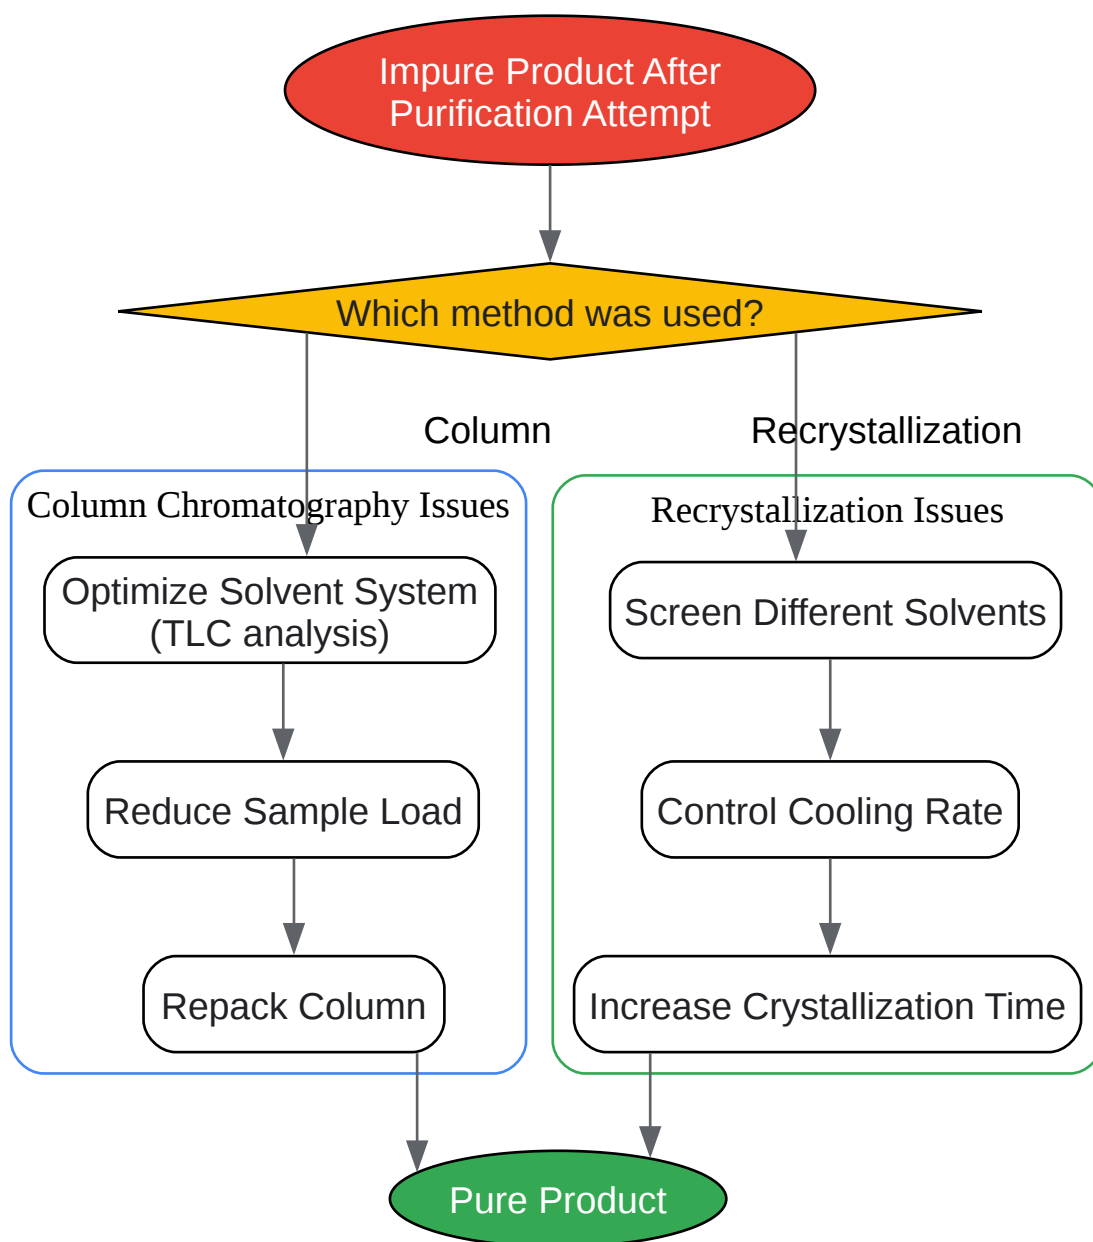 Impure Product After
Purification Attempt
Which method was used?
Column
Recrystallization
Column Chromatography Issues
Optimize Solvent System
(TLC analysis)
Reduce Sample Load
Repack Column
Recrystallization Issues
Screen Different Solvents
Control Cooling Rate
Increase Crystallization Time
Pure Product